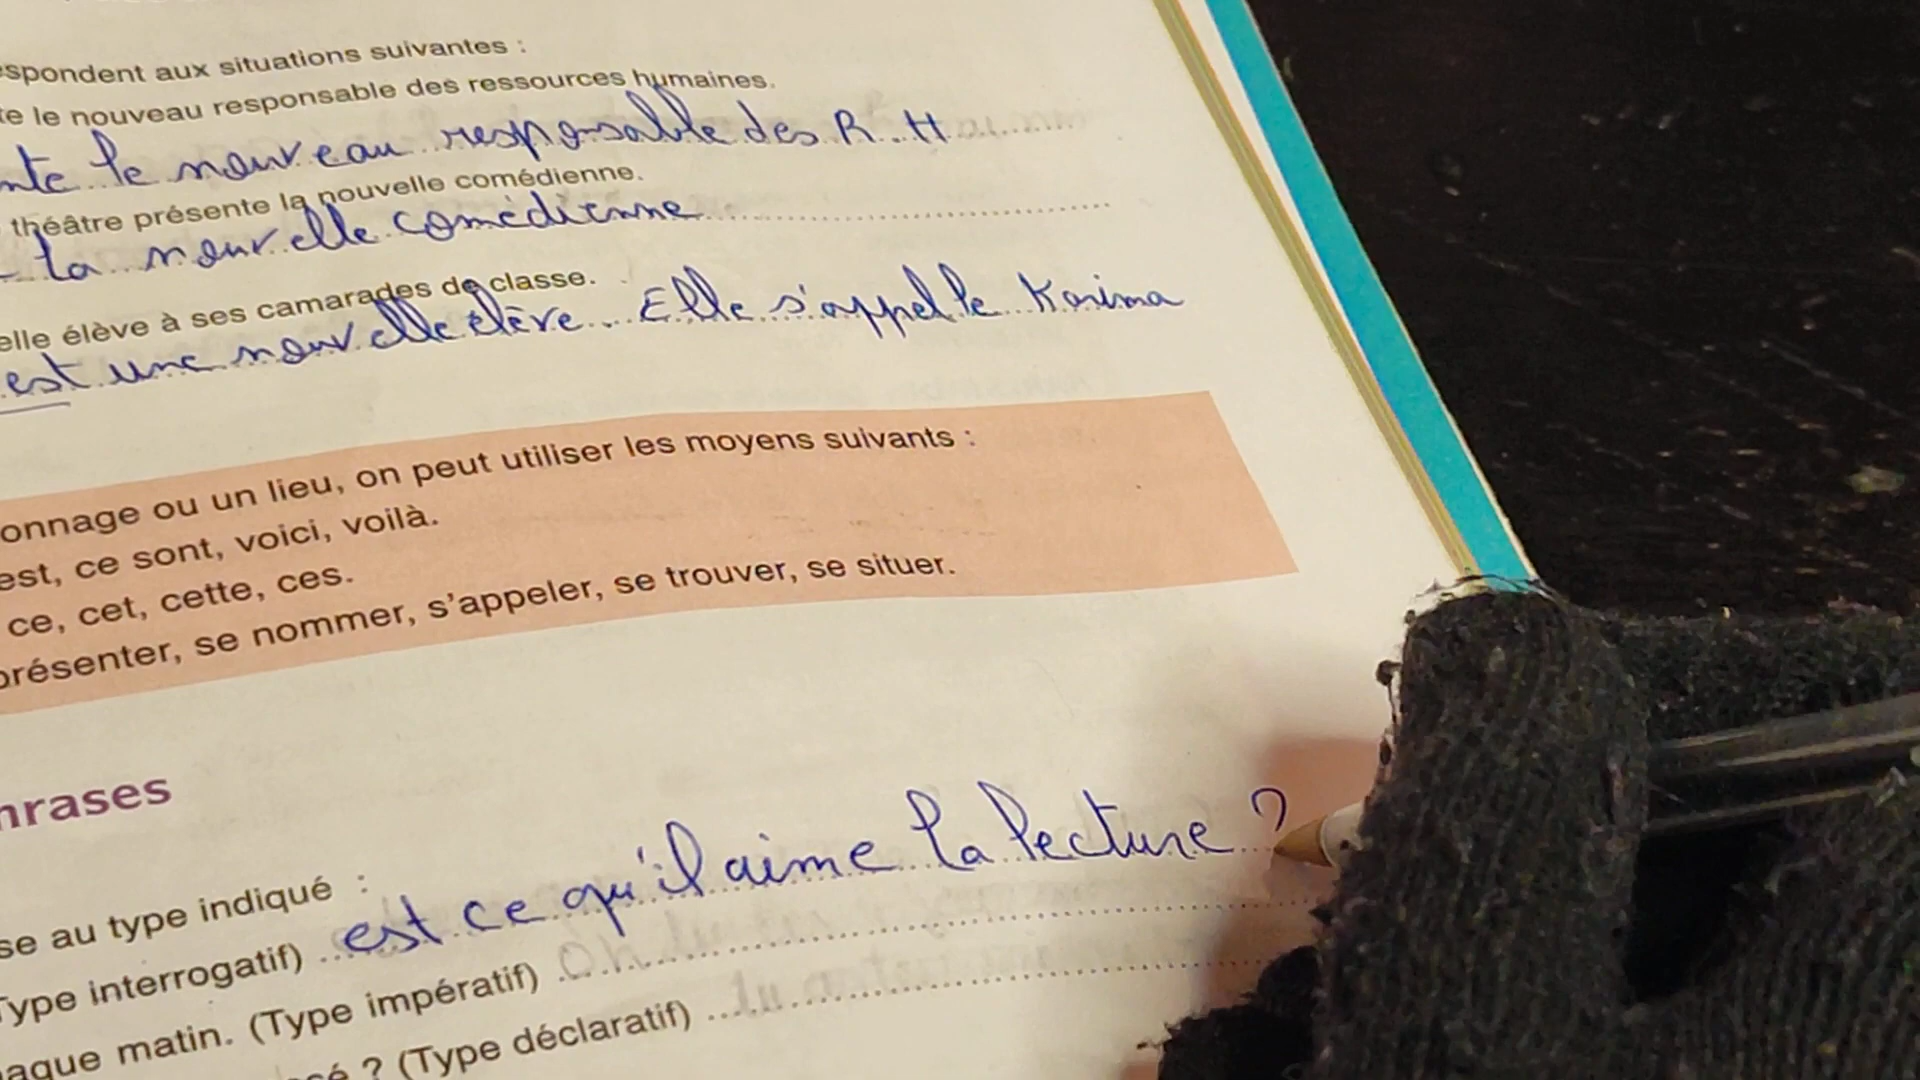 spondent aux situations suivantes :
te le nouveau responsable des ressources humaines.
nte le nouveau responsable des R.H
théâtre présente la nouvelle comédienne.
la nouvelle comédienne
elle élève à ses camarades de classe.
est une nouvelle élève. Elle s'appelle Karima
onnage ou un lieu, on peut utiliser les moyens suivants :
est, ce sont, voici, voilà.
ce, cet, cette, ces.
présenter, se nommer, s'appeler, se trouver, se situer.
hrases
se au type indiqué :
Type interrogatif) est ce qu'il aime la lecture ?
aque matin. (Type impératif)
cé ? (Type déclaratif)